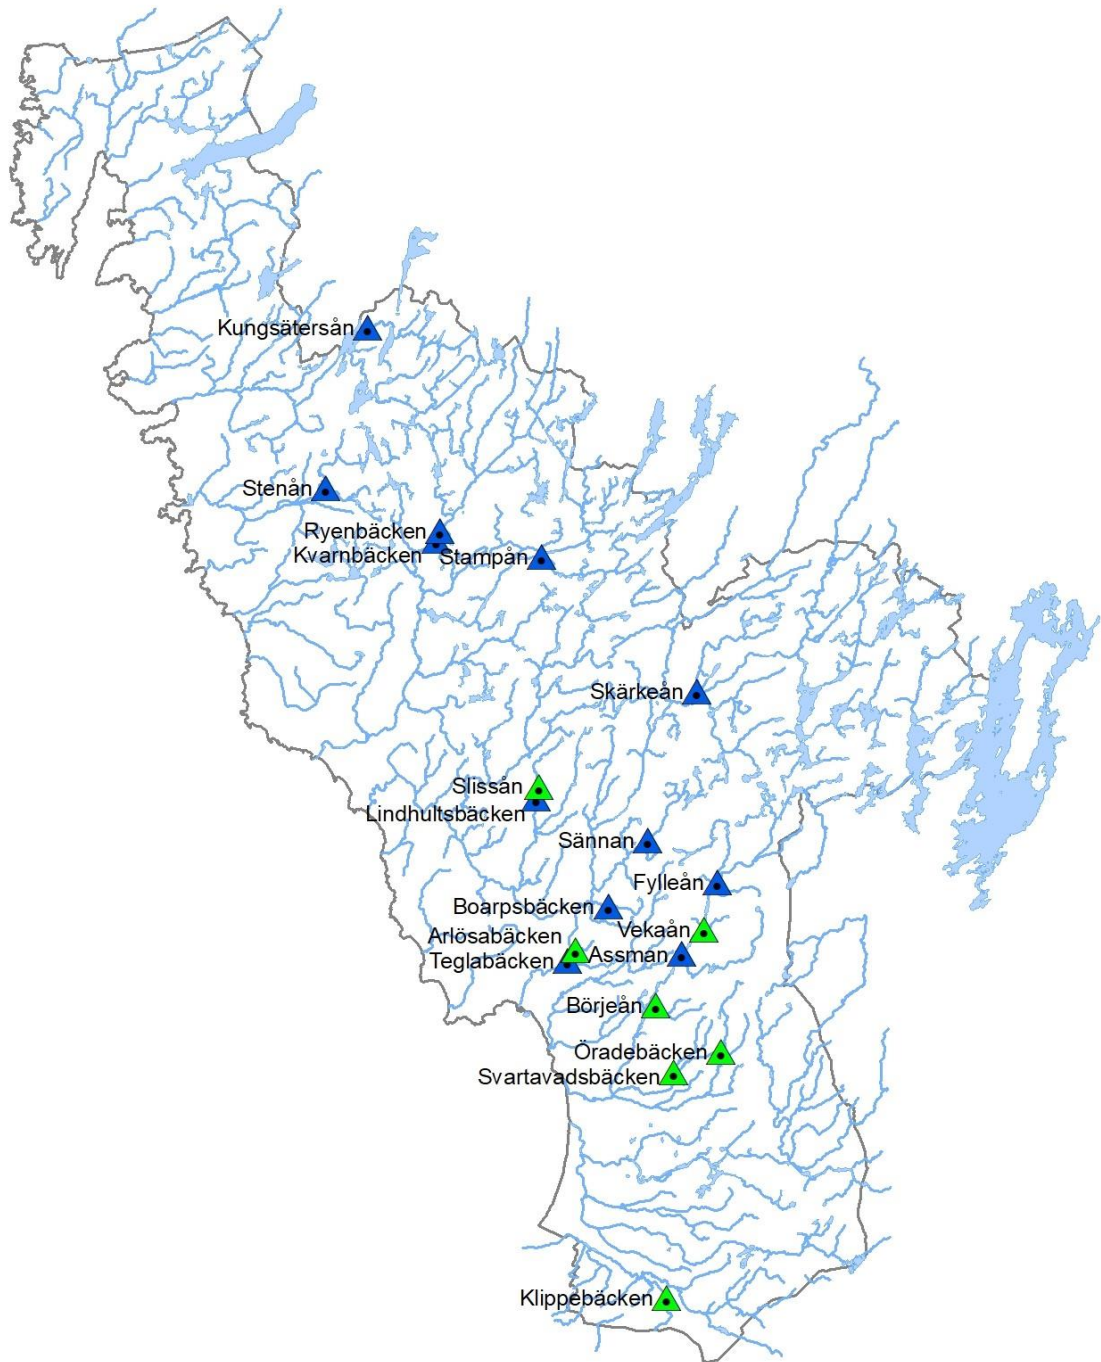 Kungsätersån
Stenån
Ryenbäcken
Kvarnbäcken
Stampån
Skärkeån
Slissån
Lindhultsbäcken
Sännan
Fylleån
Boarpsbäcken
Vekaån
Arlösabäcken
Assman
Teglabäcken
Börjeån
Öradebäcken
Svartavadsbäcken
Klippebäcken